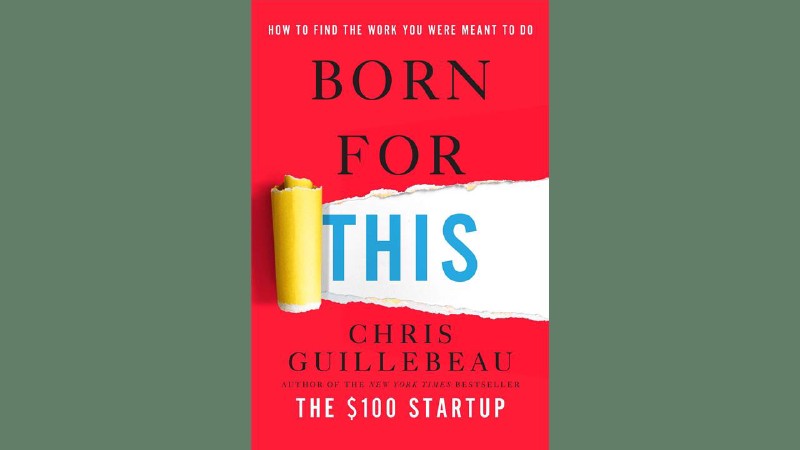 HOW TO FIND THE WORK YOU WERE MEANT TO DO
BORN
FOR
THIS
CHRIS
GUILLEBEAU
AUTHOR OF THE NEW YORK TIMES BESTSELLER
THE $100 STARTUP